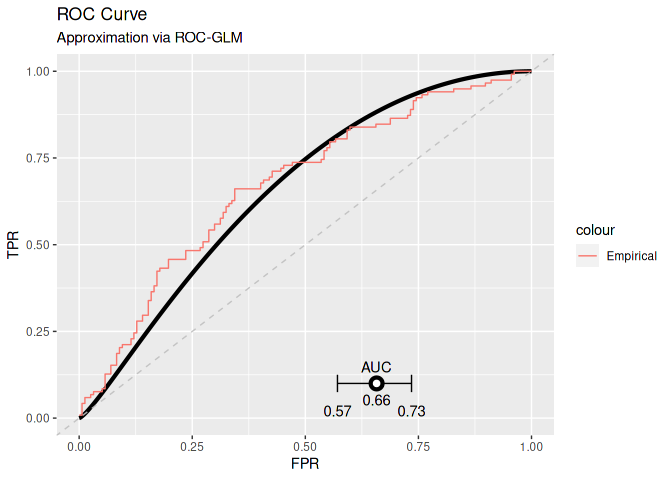 ROC Curve
Approximation via ROC-GLM
1.00
0.75
0.50
0.25
0.00
TPR
AUC
0.66
0.57 0.73
0.00 0.25 0.50 0.75 1.00
FPR
colour
Empirical